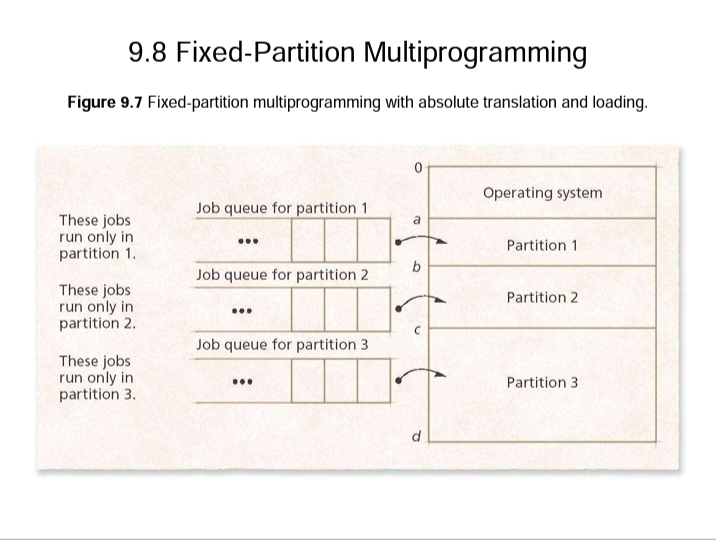 9.8 Fixed-Partition Multiprogramming
Figure 9.7 Fixed-partition multiprogramming with absolute translation and loading.
0
Operating system
Job queue for partition 1
These jobs
run only in
partition 1.
•••
a
Partition 1
b
Job queue for partition 2
These jobs
run only in
partition 2.
•••
Partition 2
c
Job queue for partition 3
These jobs
run only in
partition 3.
•••
Partition 3
d